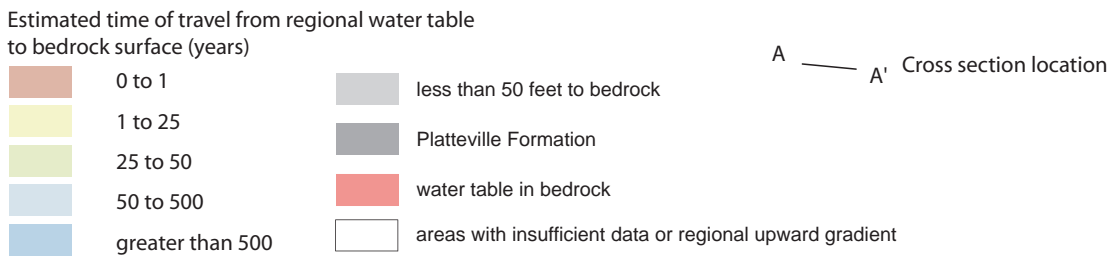 Estimated time of travel from regional water table
to bedrock surface (years)
0 to 1
1 to 25
25 to 50
50 to 500
greater than 500
less than 50 feet to bedrock
Platteville Formation
water table in bedrock
areas with insufficient data or regional upward gradient
A
A' Cross section location